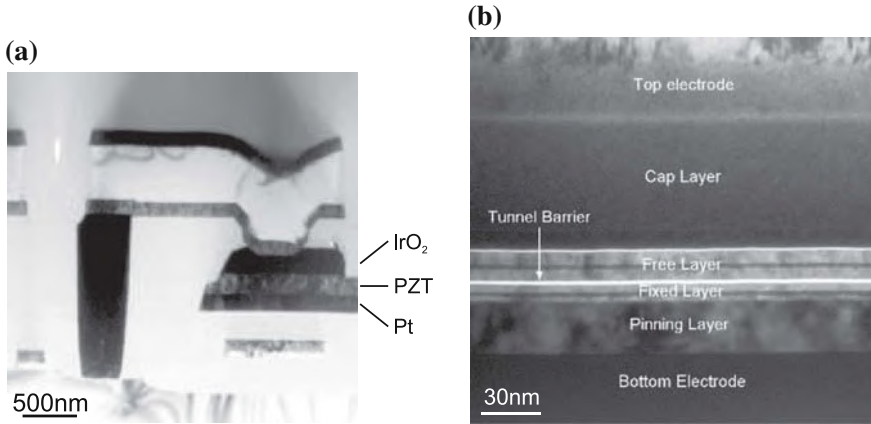 (a)
IrO₂
PZT
Pt
500nm
(b)
Top electrode
Cap Layer
Tunnel Barrier
Free Layer
Fixed Layer
Pinning Layer
Bottom Electrode
30nm